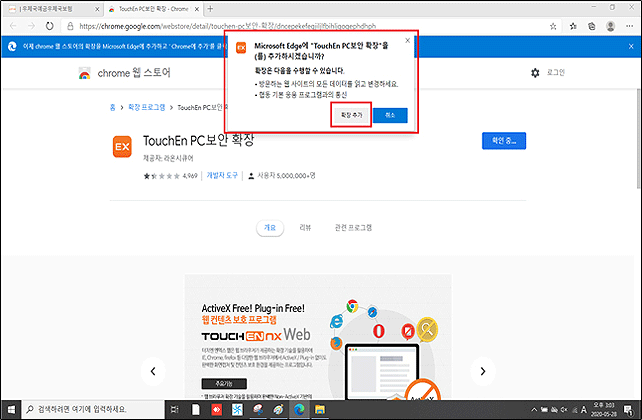 | 우체국예금우체국보험
TouchEn PC보안 확장 - Chrome
https://chrome.google.com/webstore/detail/touchen-pc-확장/dncepekefegjiljlfbihljgogephdhph
이제 Chrome 웹 스토어의 확장을 Microsoft Edge에 추가하고 'Chrome에 추가'를 클릭
Microsoft Edge에 "TouchEn PC보안 확장"을
(를) 추가하시겠습니까?
확장은 다음을 수행할 수 있습니다.
• 방문하는 웹 사이트의 모든 데이터를 읽고 변경하세요.
• 협동 기본 응용 프로그램과의 통신
확장 추가
취소
chrome 웹 스토어
로그인
홈 > 확장 프로그램 > TouchEn PC보안
EX
TouchEn PC보안 확장
제공자: 라온시큐어
4,969
개발자 도구
사용자 5,000,000+명
확인 중...
개요
리뷰
관련 프로그램
ActiveX Free! Plug-in Free!
웹 컨텐츠 보호 프로그램
TOUCHEN nx Web
주요기능
ActiveX
검색하려면 여기에 입력하세요.
A
오후 3:03
2020-05-28